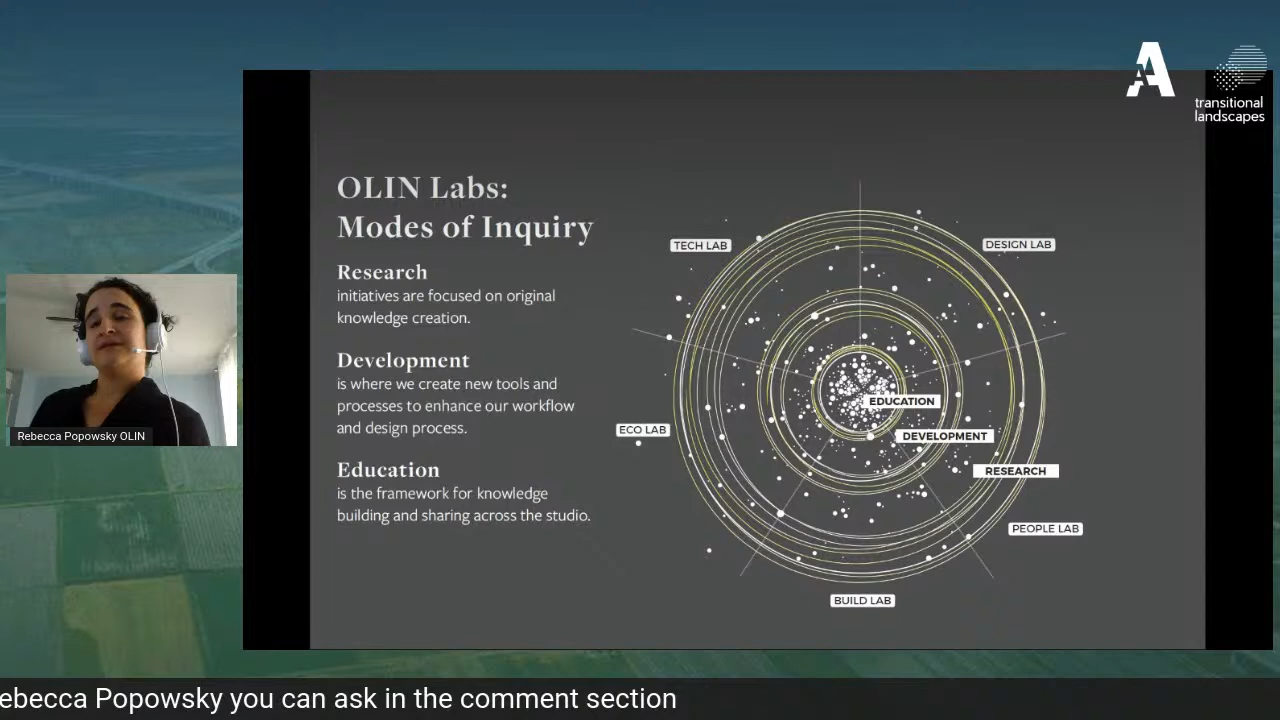 A
A
transitional
landscapes
OLIN Labs:
Modes of Inquiry
Research
initiatives are focused on original
knowledge creation.
Development
is where we create new tools and
processes to enhance our workflow
and design process.
Education
is the framework for knowledge
building and sharing across the studio.
TECH LAB
DESIGN LAB
EDUCATION
ECO LAB
DEVELOPMENT
RESEARCH
PEOPLE LAB
BUILD LAB
Rebecca Popowsky OLIN
ebecca Popowsky you can ask in the comment section